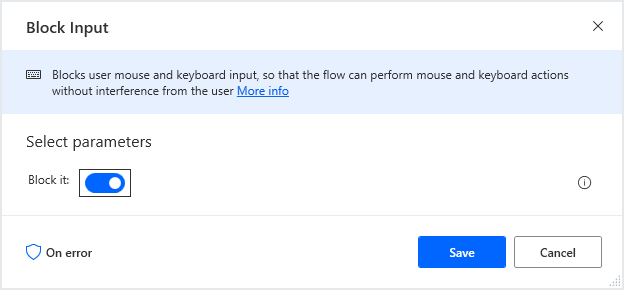 Block Input
Blocks user mouse and keyboard input, so that the flow can perform mouse and keyboard actions
without interference from the user More info
Select parameters
Block it:
On error
Save
Cancel